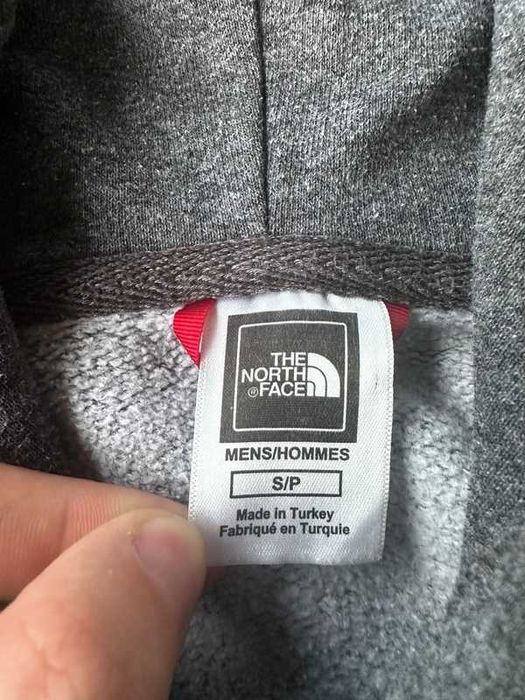 THE
NORTH
®FACE
MENS/HOMMES
S/P
Made in Turkey
Fabriqué en Turquie